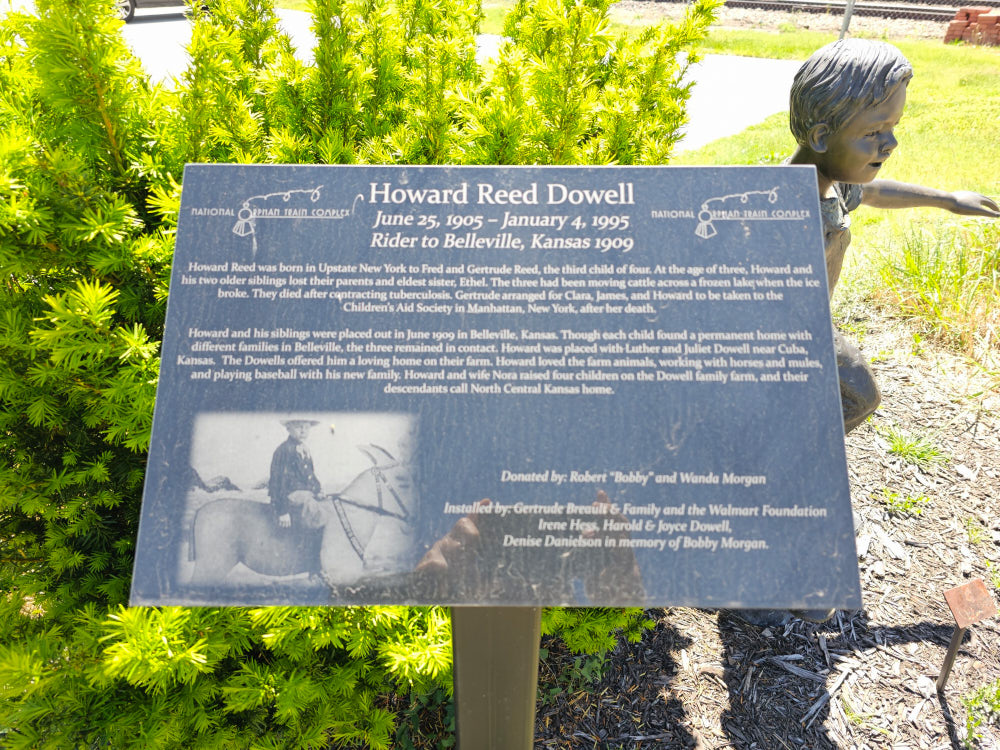 Howard Reed Dowell
NATIONAL ORPHAN TRAIN COMPLEX
June 25, 1905 – January 4, 1995
NATIONAL ORPHAN TRAIN COMPLEX
Rider to Belleville, Kansas 1909
Howard Reed was born in Upstate New York to Fred and Gertrude Reed, the third child of four. At the age of three, Howard and
his two older siblings lost their parents and eldest sister, Ethel. The three had been moving cattle across a frozen lake when the ice
broke. They died after contracting tuberculosis. Gertrude arranged for Clara, James, and Howard to be taken to the
Children's Aid Society in Manhattan, New York, after her death.
Howard and his siblings were placed out in June 1909 in Belleville, Kansas. Though each child found a permanent home with
different families in Belleville, the three remained in contact. Howard was placed with Luther and Juliet Dowell near Cuba,
Kansas. The Dowells offered him a loving home on their farm. Howard loved the farm animals, working with horses and mules,
and playing baseball with his new family. Howard and wife Nora raised four children on the Dowell family farm, and their
descendants call North Central Kansas home.
Donated by: Robert "Bobby" and Wanda Morgan
Installed by: Gertrude Breault & Family and the Walmart Foundation
Irene Hess, Harold & Joyce Dowell,
Denise Danielson in memory of Bobby Morgan.